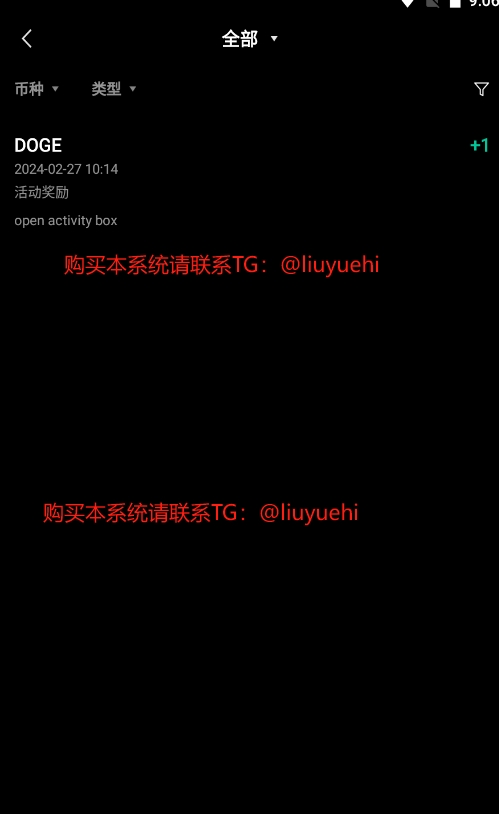 9:06
全部
币种 类型
DOGE +1
2024-02-27 10:14
活动奖励
open activity box
购买本系统请联系TG：@liuyuehi
购买本系统请联系TG：@liuyuehi